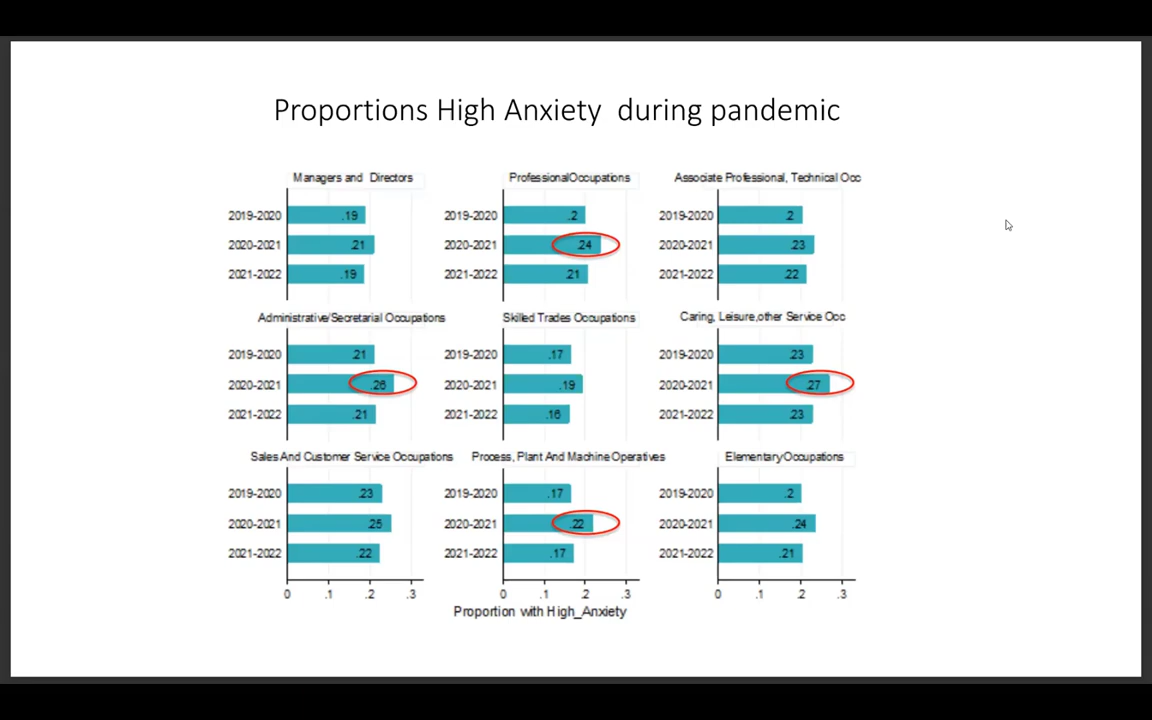 Proportions High Anxiety during pandemic
Managers and Directors
2019-2020 .19
2020-2021 .21
2021-2022 .19
ProfessionalOccupations
2019-2020 .2
2020-2021 .24
2021-2022 .21
Associate Professional, Technical Occ
2019-2020 .2
2020-2021 .23
2021-2022 .22
Administrative/Secretarial Occupations
2019-2020 .21
2020-2021 .26
2021-2022 .21
Skilled Trades Occupations
2019-2020 .17
2020-2021 .19
2021-2022 .16
Caring, Leisure,other Service Occ
2019-2020 .23
2020-2021 .27
2021-2022 .23
Sales And Customer Service Occupations
2019-2020 .23
2020-2021 .25
2021-2022 .22
0 .1 .2 .3
Process, Plant And Machine Operatives
2019-2020 .17
2020-2021 .22
2021-2022 .17
0 .1 .2 .3
Elementary Occupations
2019-2020 .2
2020-2021 .24
2021-2022 .21
0 .1 .2 .3
Proportion with High_Anxiety